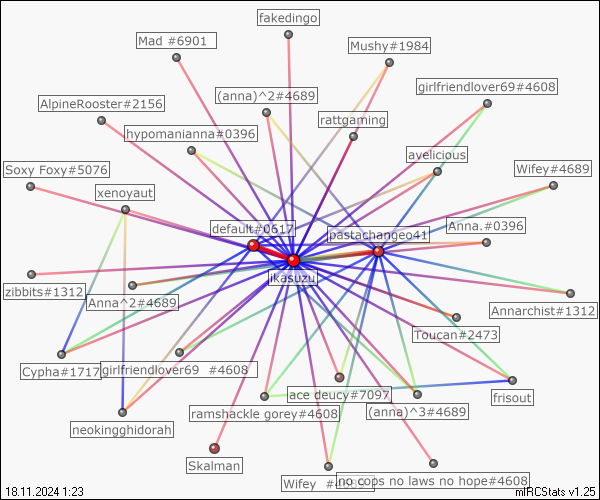 fakedingo
Mad #6901
Mushy#1984
girlfriendlover69#4608
(anna)^2#4689
AlpineRooster#2156
rattgaming
hypomanianna#0396
avelicious
Soxy Foxy#5076
Wifey#4689
xenoyaut
Anna.#0396
default#0617
pastachange041
ikasuzu
zibbits#1312
Anna^2#4689
Annarchist#1312
Toucan#2473
Cypha#1717
girlfriendlover69 #4608
ace deucy#7097
frisout
ramshackle gorey#4608
(anna)^3#4689
neokingghidorah
Skalman
Wifey
no cops no laws no hope#4608
18.11.2024 1:23
mIRCStats v1.25